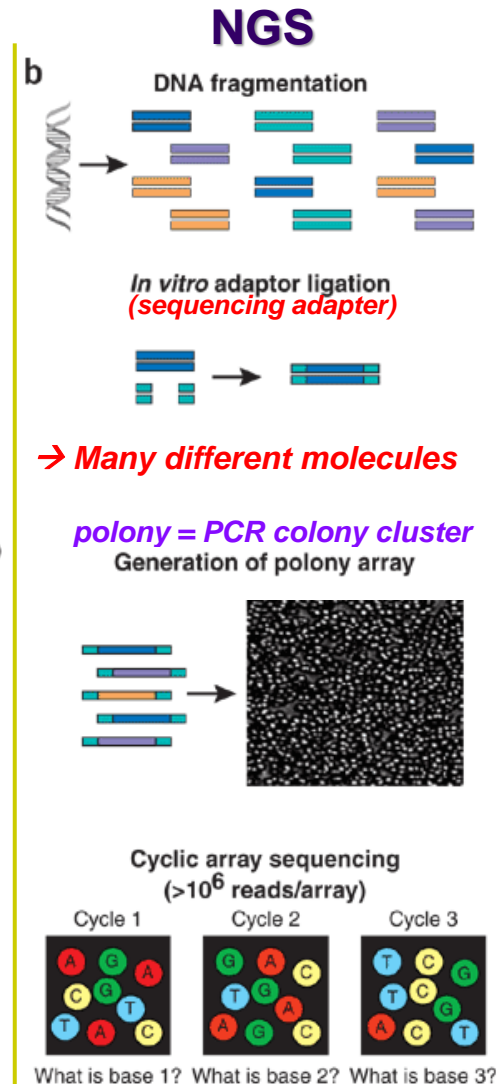 NGS
b
DNA fragmentation
In vitro adaptor ligation
(sequencing adapter)
→ Many different molecules
polony = PCR colony cluster
Generation of polony array
Cyclic array sequencing
(>10⁶ reads/array)
Cycle 1 Cycle 2 Cycle 3
A G A G A C T C G
C G T T G A T C G
T A C A G C A C T
What is base 1? What is base 2? What is base 3?